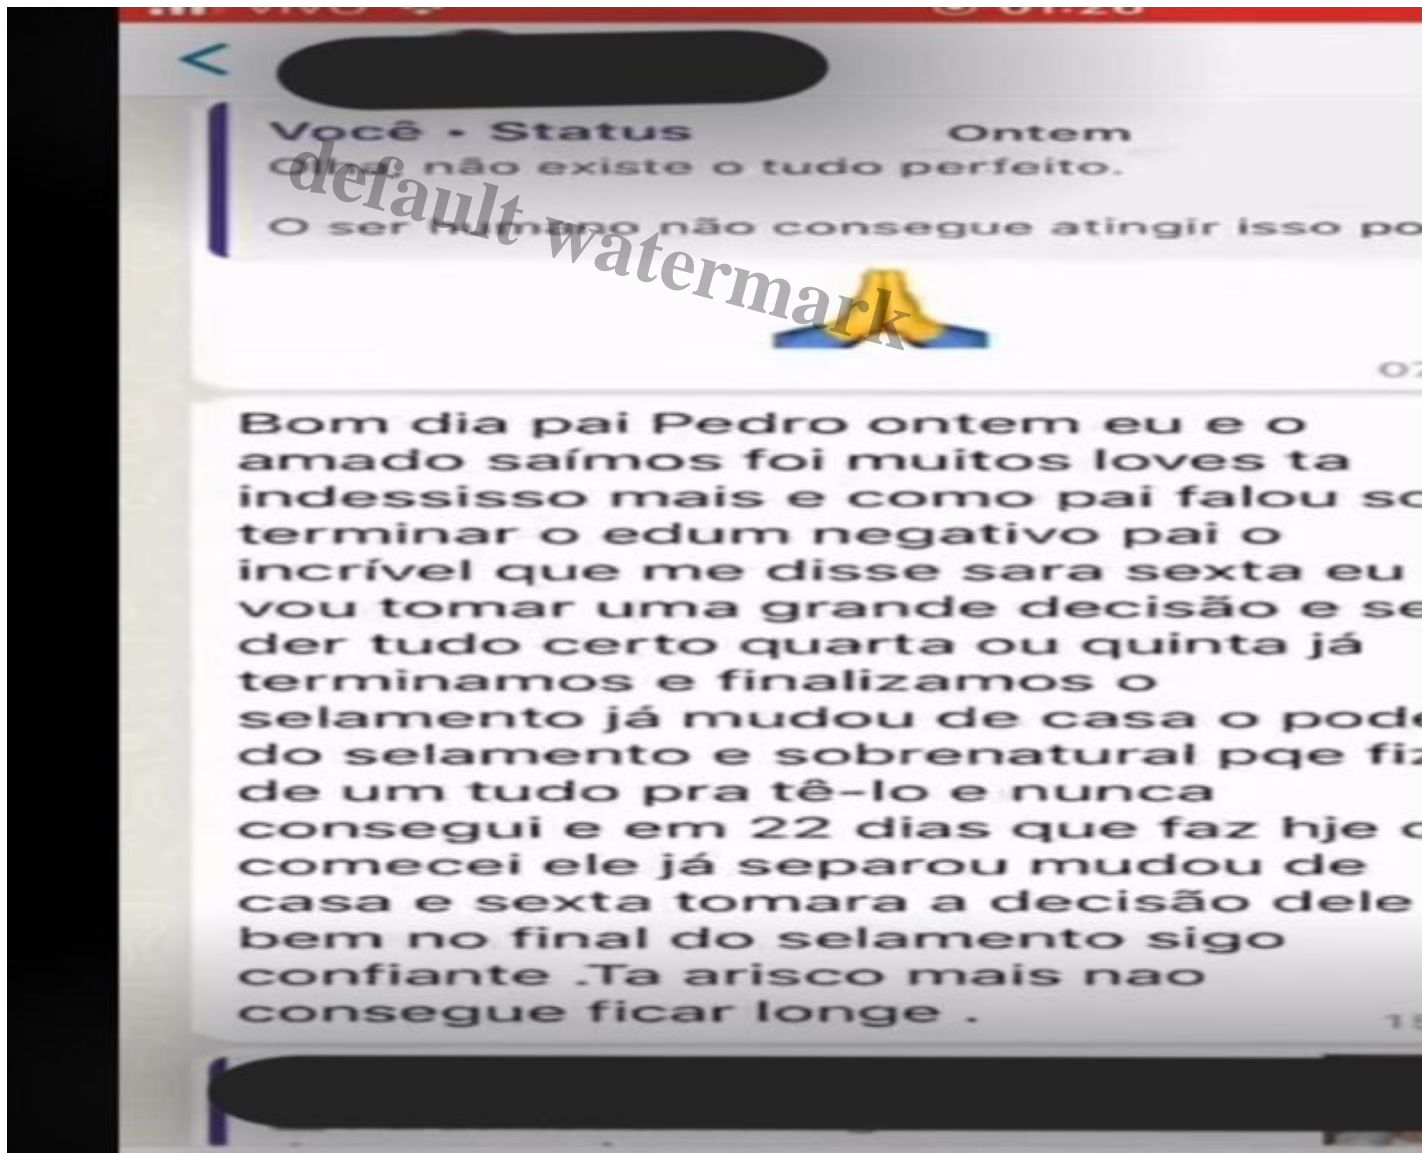 <
Você • Status Ontem
Olha, não existe o tudo perfeito.
O ser humano não consegue atingir isso
default watermark
Bom dia pai Pedro ontem eu e o
amado saímos foi muitos loves ta
indessisso mais e como pai falou
terminar o edum negativo pai o
incrível que me disse sara sexta eu
vou tomar uma grande decisão e se
der tudo certo quarta ou quinta já
terminamos e finalizamos o
selamento já mudou de casa o
do selamento e sobrenatural pqe
de um tudo pra tê-lo e nunca
consegui e em 22 dias que faz hje
comecei ele já separou mudou de
casa e sexta tomara a decisão dele
bem no final do selamento sigo
confiante .Ta arisco mais nao
consegue ficar longe .